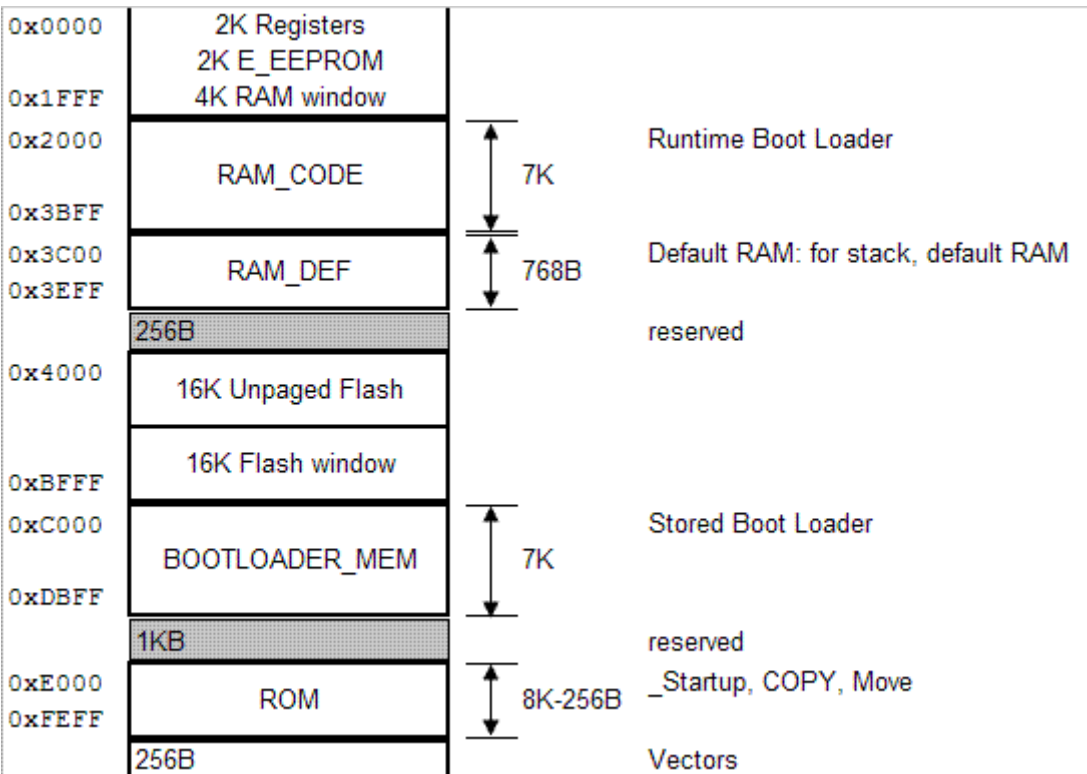 0x0000 2K Registers
2K E_EEPROM
0x1FFF 4K RAM window
0x2000 Runtime Boot Loader
RAM_CODE 7K
0x3BFF
0x3C00 Default RAM: for stack, default RAM
RAM_DEF 768B
0x3EFF
256B reserved
0x4000
16K Unpaged Flash
16K Flash window
0xBFFF
0xC000 Stored Boot Loader
BOOTLOADER_MEM 7K
0xDBFF
1KB reserved
0xE000 _Startup, COPY, Move
ROM 8K-256B
0xFEFF
256B Vectors